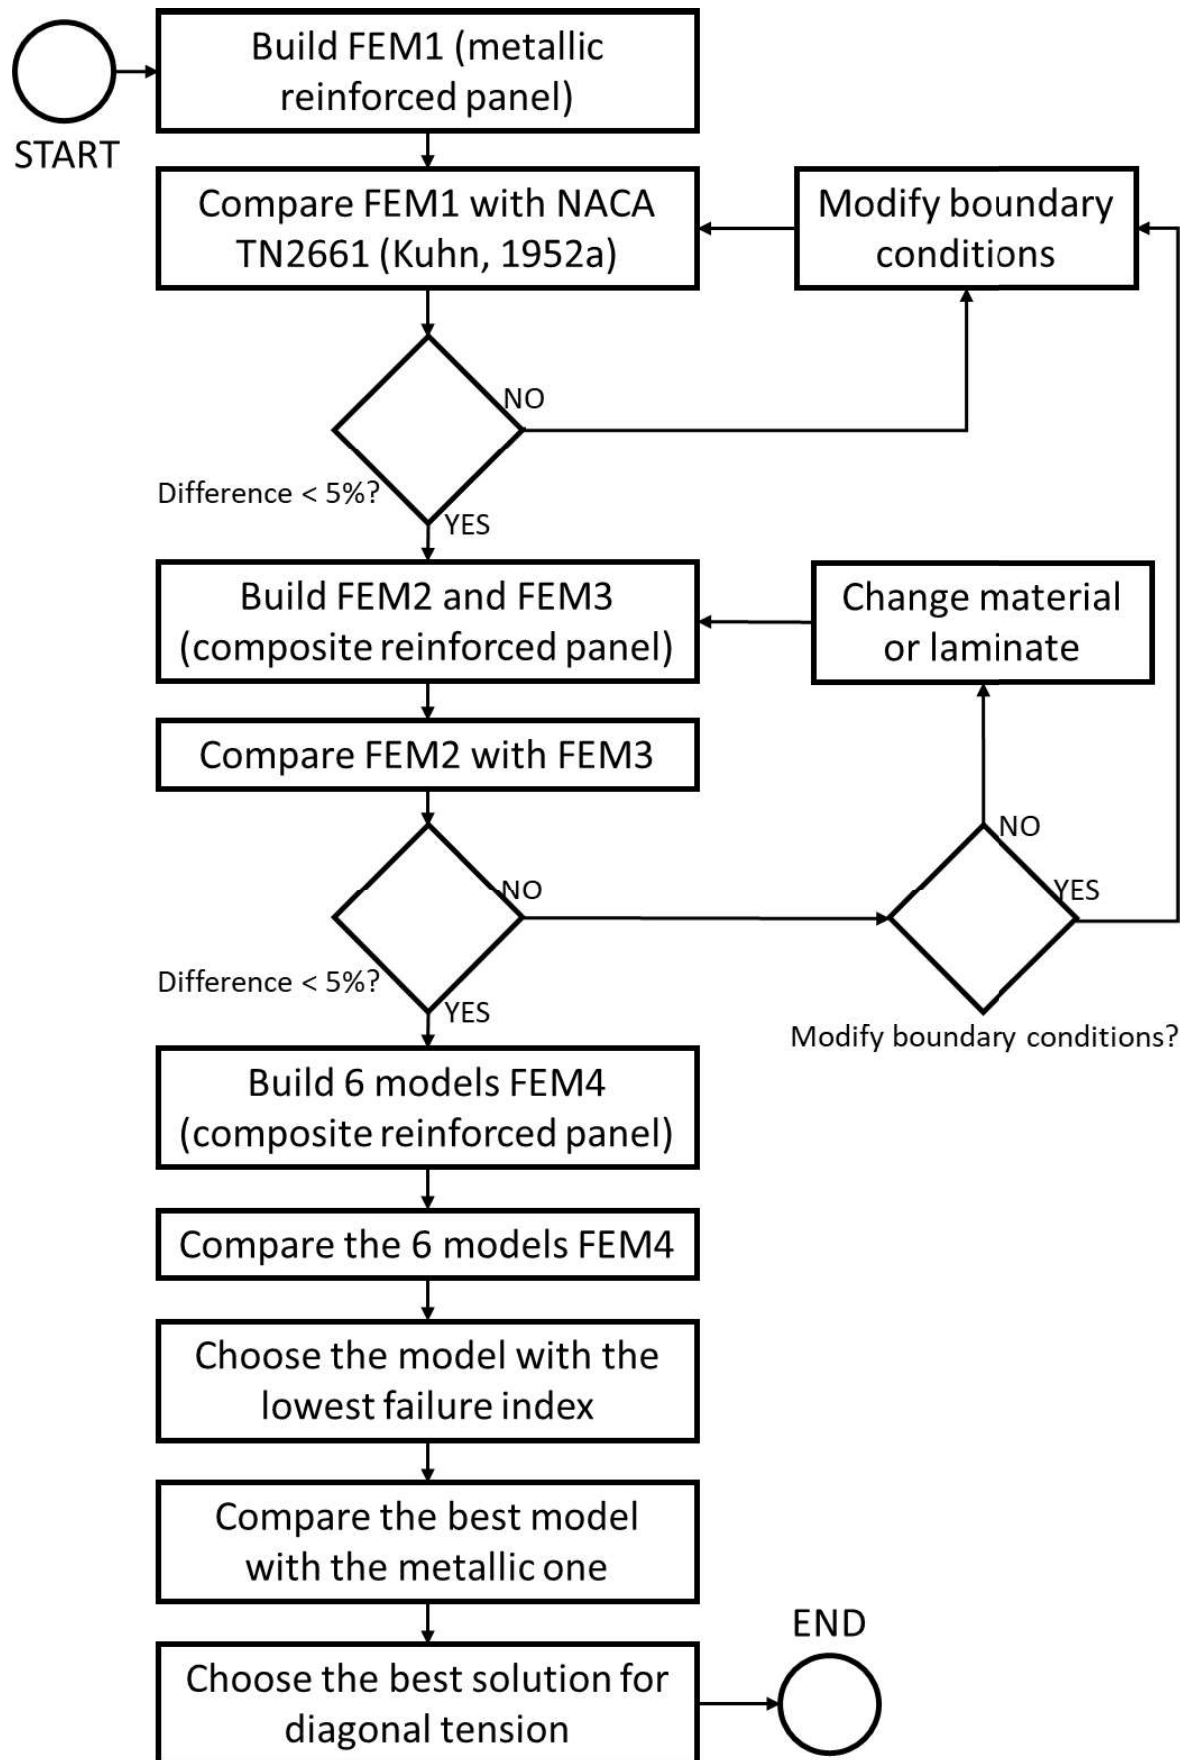 Build FEM1 (metallic
reinforced panel)
START
Compare FEM1 with NACA
TN2661 (Kuhn, 1952a)
Modify boundary
conditions
NO
Difference < 5%?
YES
Build FEM2 and FEM3
(composite reinforced panel)
Change material
or laminate
Compare FEM2 with FEM3
NO
NO
YES
Difference < 5%?
YES
Modify boundary conditions?
Build 6 models FEM4
(composite reinforced panel)
Compare the 6 models FEM4
Choose the model with the
lowest failure index
Compare the best model
with the metallic one
END
Choose the best solution for
diagonal tension